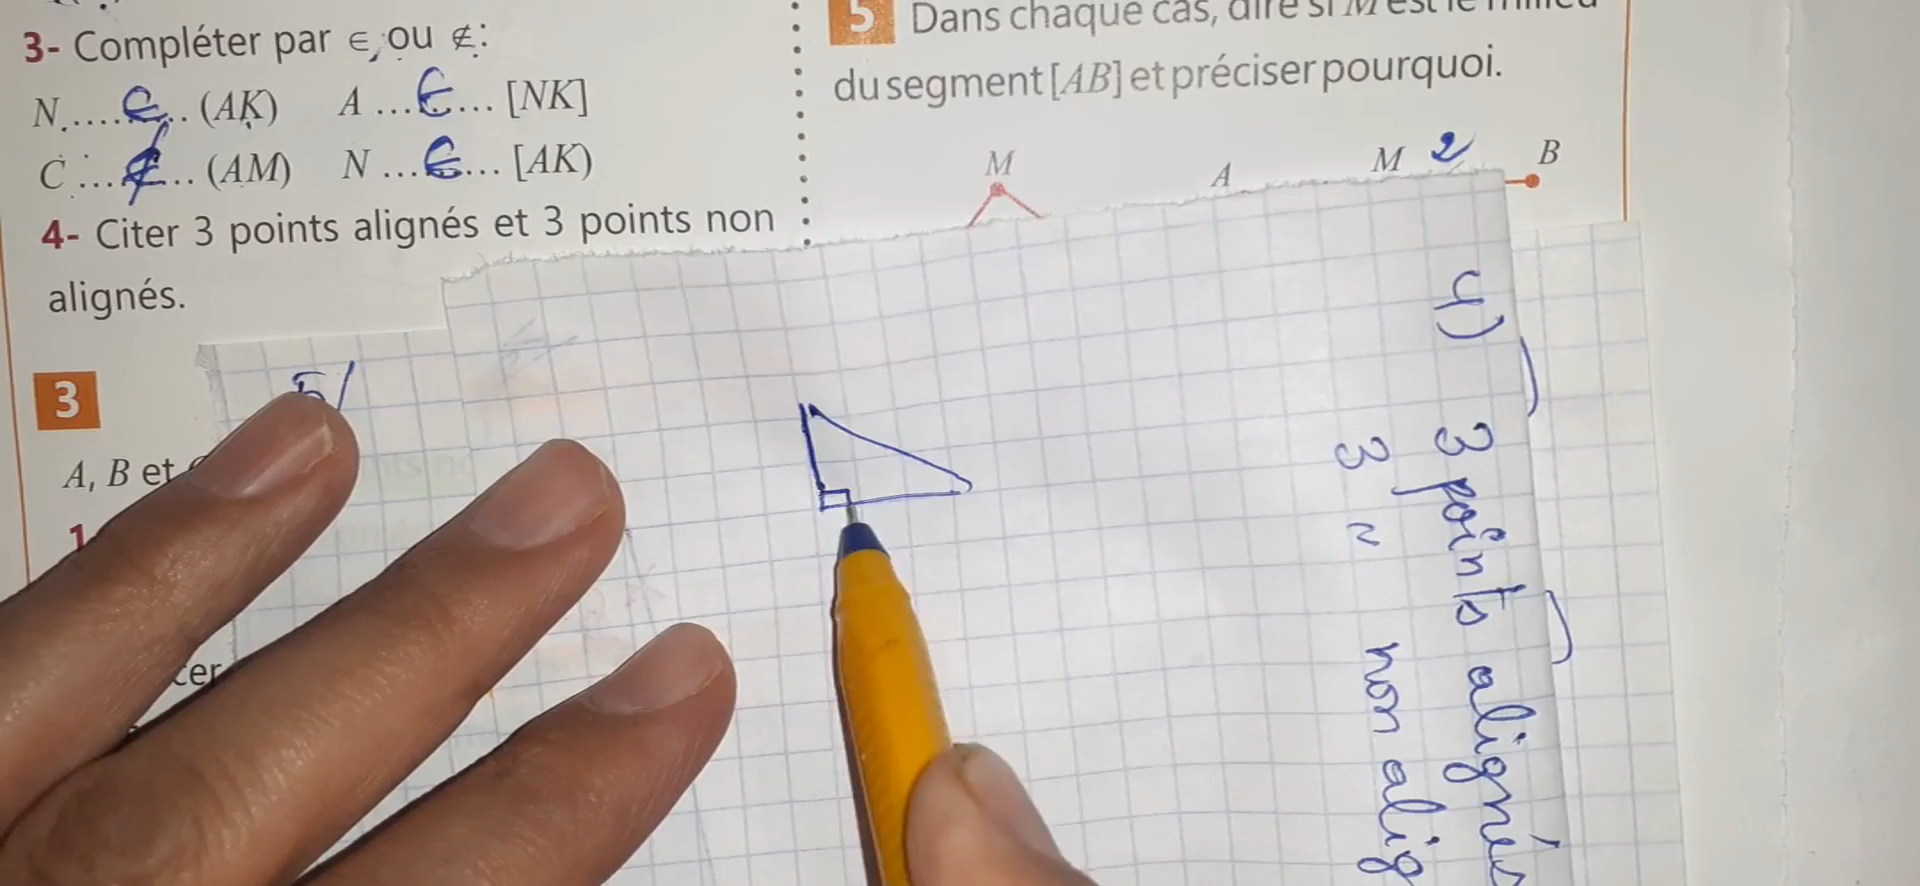 3- Compléter par ∈ ou ∉:
N ....∈.. (AK) A ...∈... [NK]
C ...∉.. (AM) N ...∈... [AK)
4- Citer 3 points alignés et 3 points non
alignés.
3
A, B et
1
cer
5 Dans chaque cas, dire si M est le milieu
du segment [AB] et préciser pourquoi.
M A M 2 B
5/
4) 3 points alignés
3 " non alig